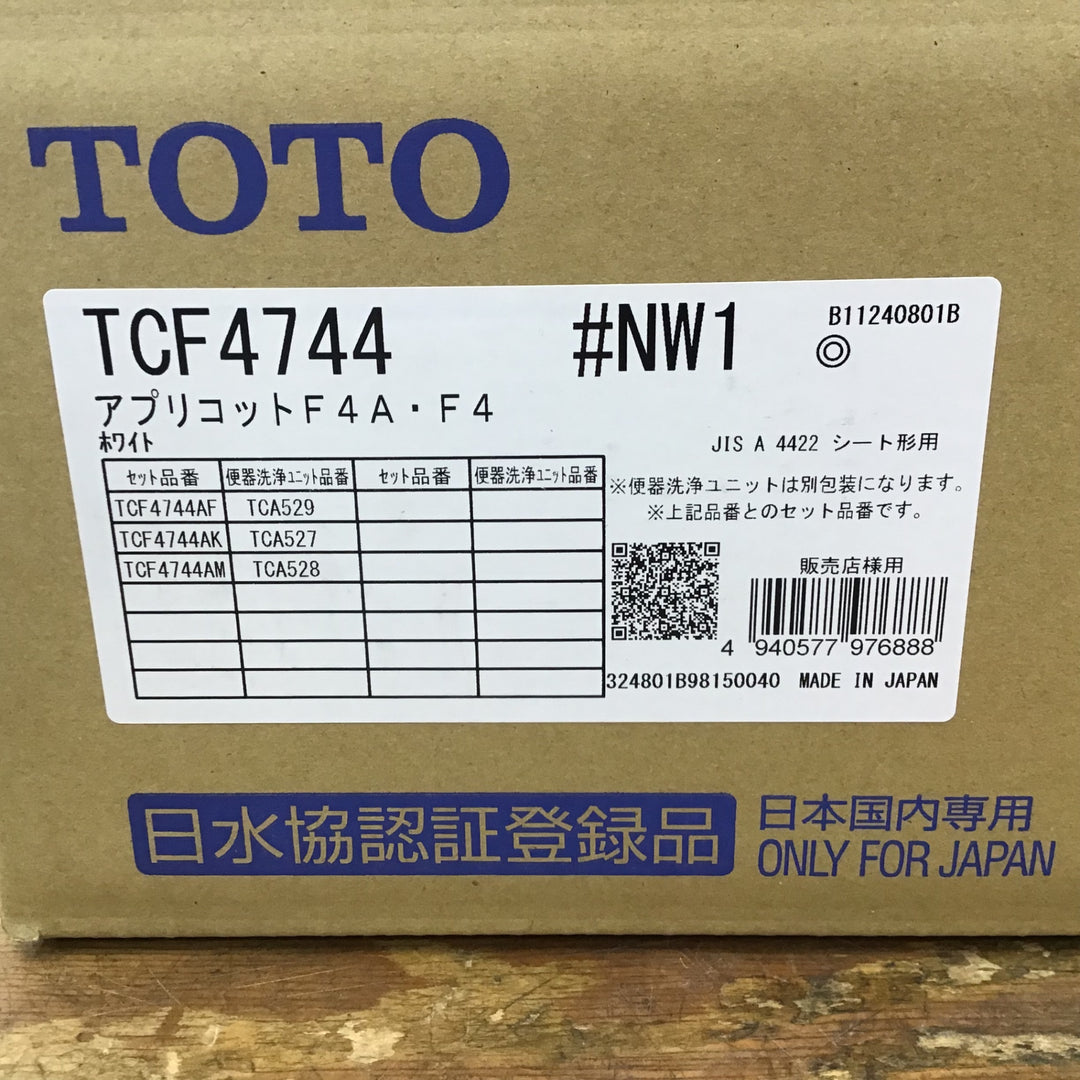 TOTO
TCF4744 #NW1 B11240801B
◎
アプリコットF4A・F4
ホワイト
JIS A 4422 シート形用
セット品番 便器洗浄ユニット品番 セット品番 便器洗浄ユニット品番
TCF4744AF TCA529
TCF4744AK TCA527
TCF4744AM TCA528
※便器洗浄ユニットは別包装になります。
※上記品番とのセット品番です。
販売店様用
4 940577 976888
324801B98150040 MADE IN JAPAN
日水協認証登録品
日本国内専用
ONLY FOR JAPAN